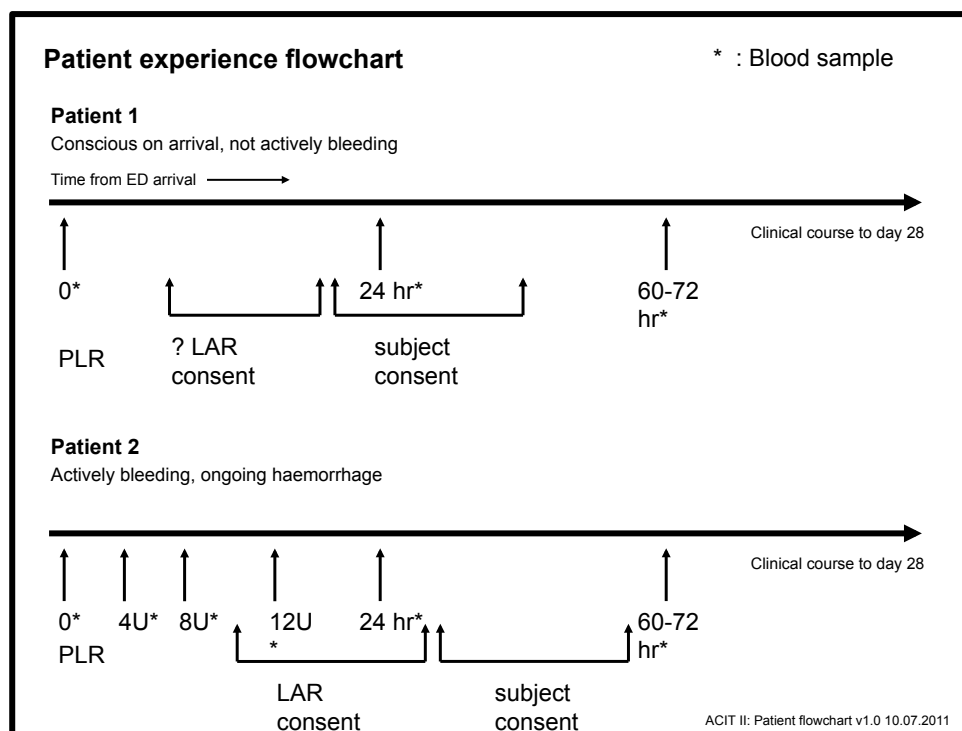 Patient experience flowchart
* : Blood sample
Patient 1
Conscious on arrival, not actively bleeding
Time from ED arrival
Clinical course to day 28
0*
24 hr*
60-72
hr*
PLR
? LAR
consent
subject
consent
Patient 2
Actively bleeding, ongoing haemorrhage
Clinical course to day 28
0*
4U*
8U*
12U
*
24 hr*
60-72
hr*
PLR
LAR
consent
subject
consent
ACIT II: Patient flowchart v1.0 10.07.2011